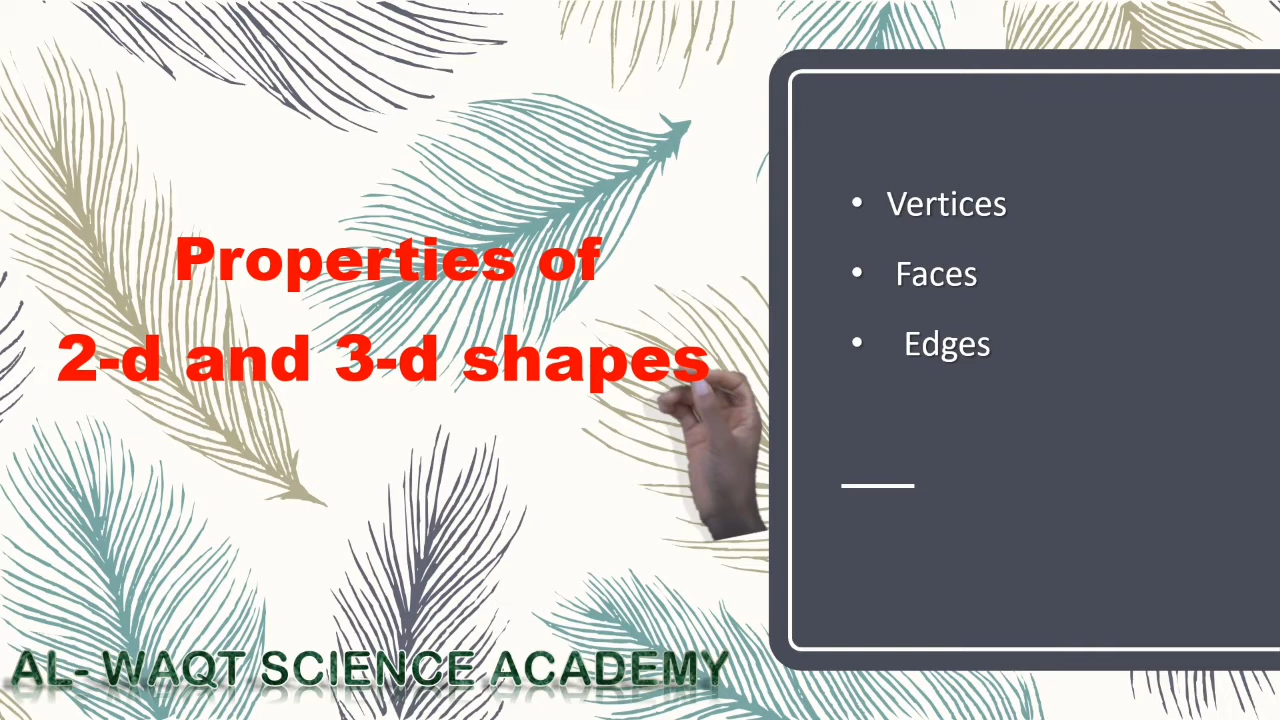 Properties of
2-d and 3-d shapes
• Vertices
• Faces
• Edges
AL- WAQT SCIENCE ACADEMY